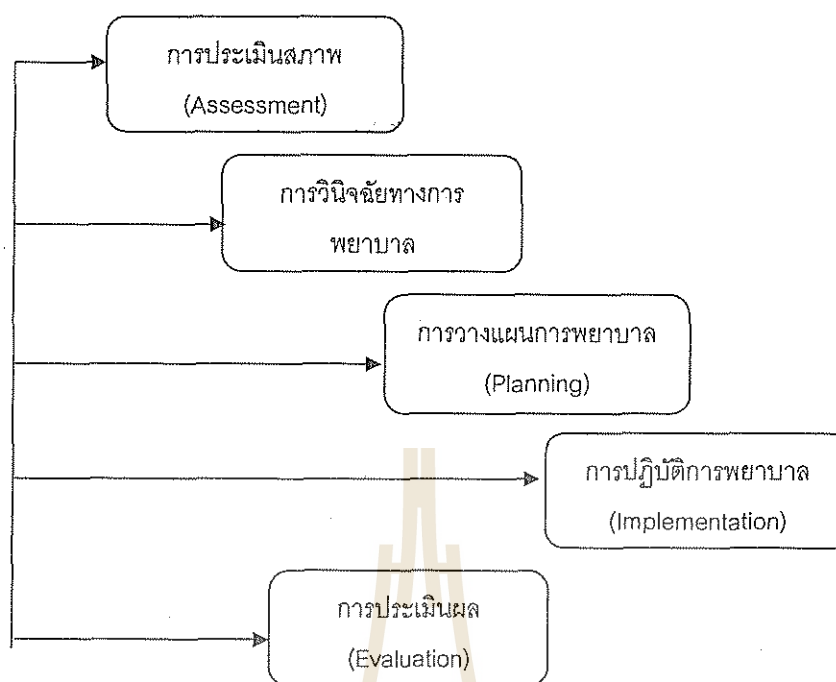 การประเมินสภาพ
(Assessment)
การวินิจฉัยทางการ
พยาบาล
การวางแผนการพยาบาล
(Planning)
การปฏิบัติการพยาบาล
(Implementation)
การประเมินผล
(Evaluation)